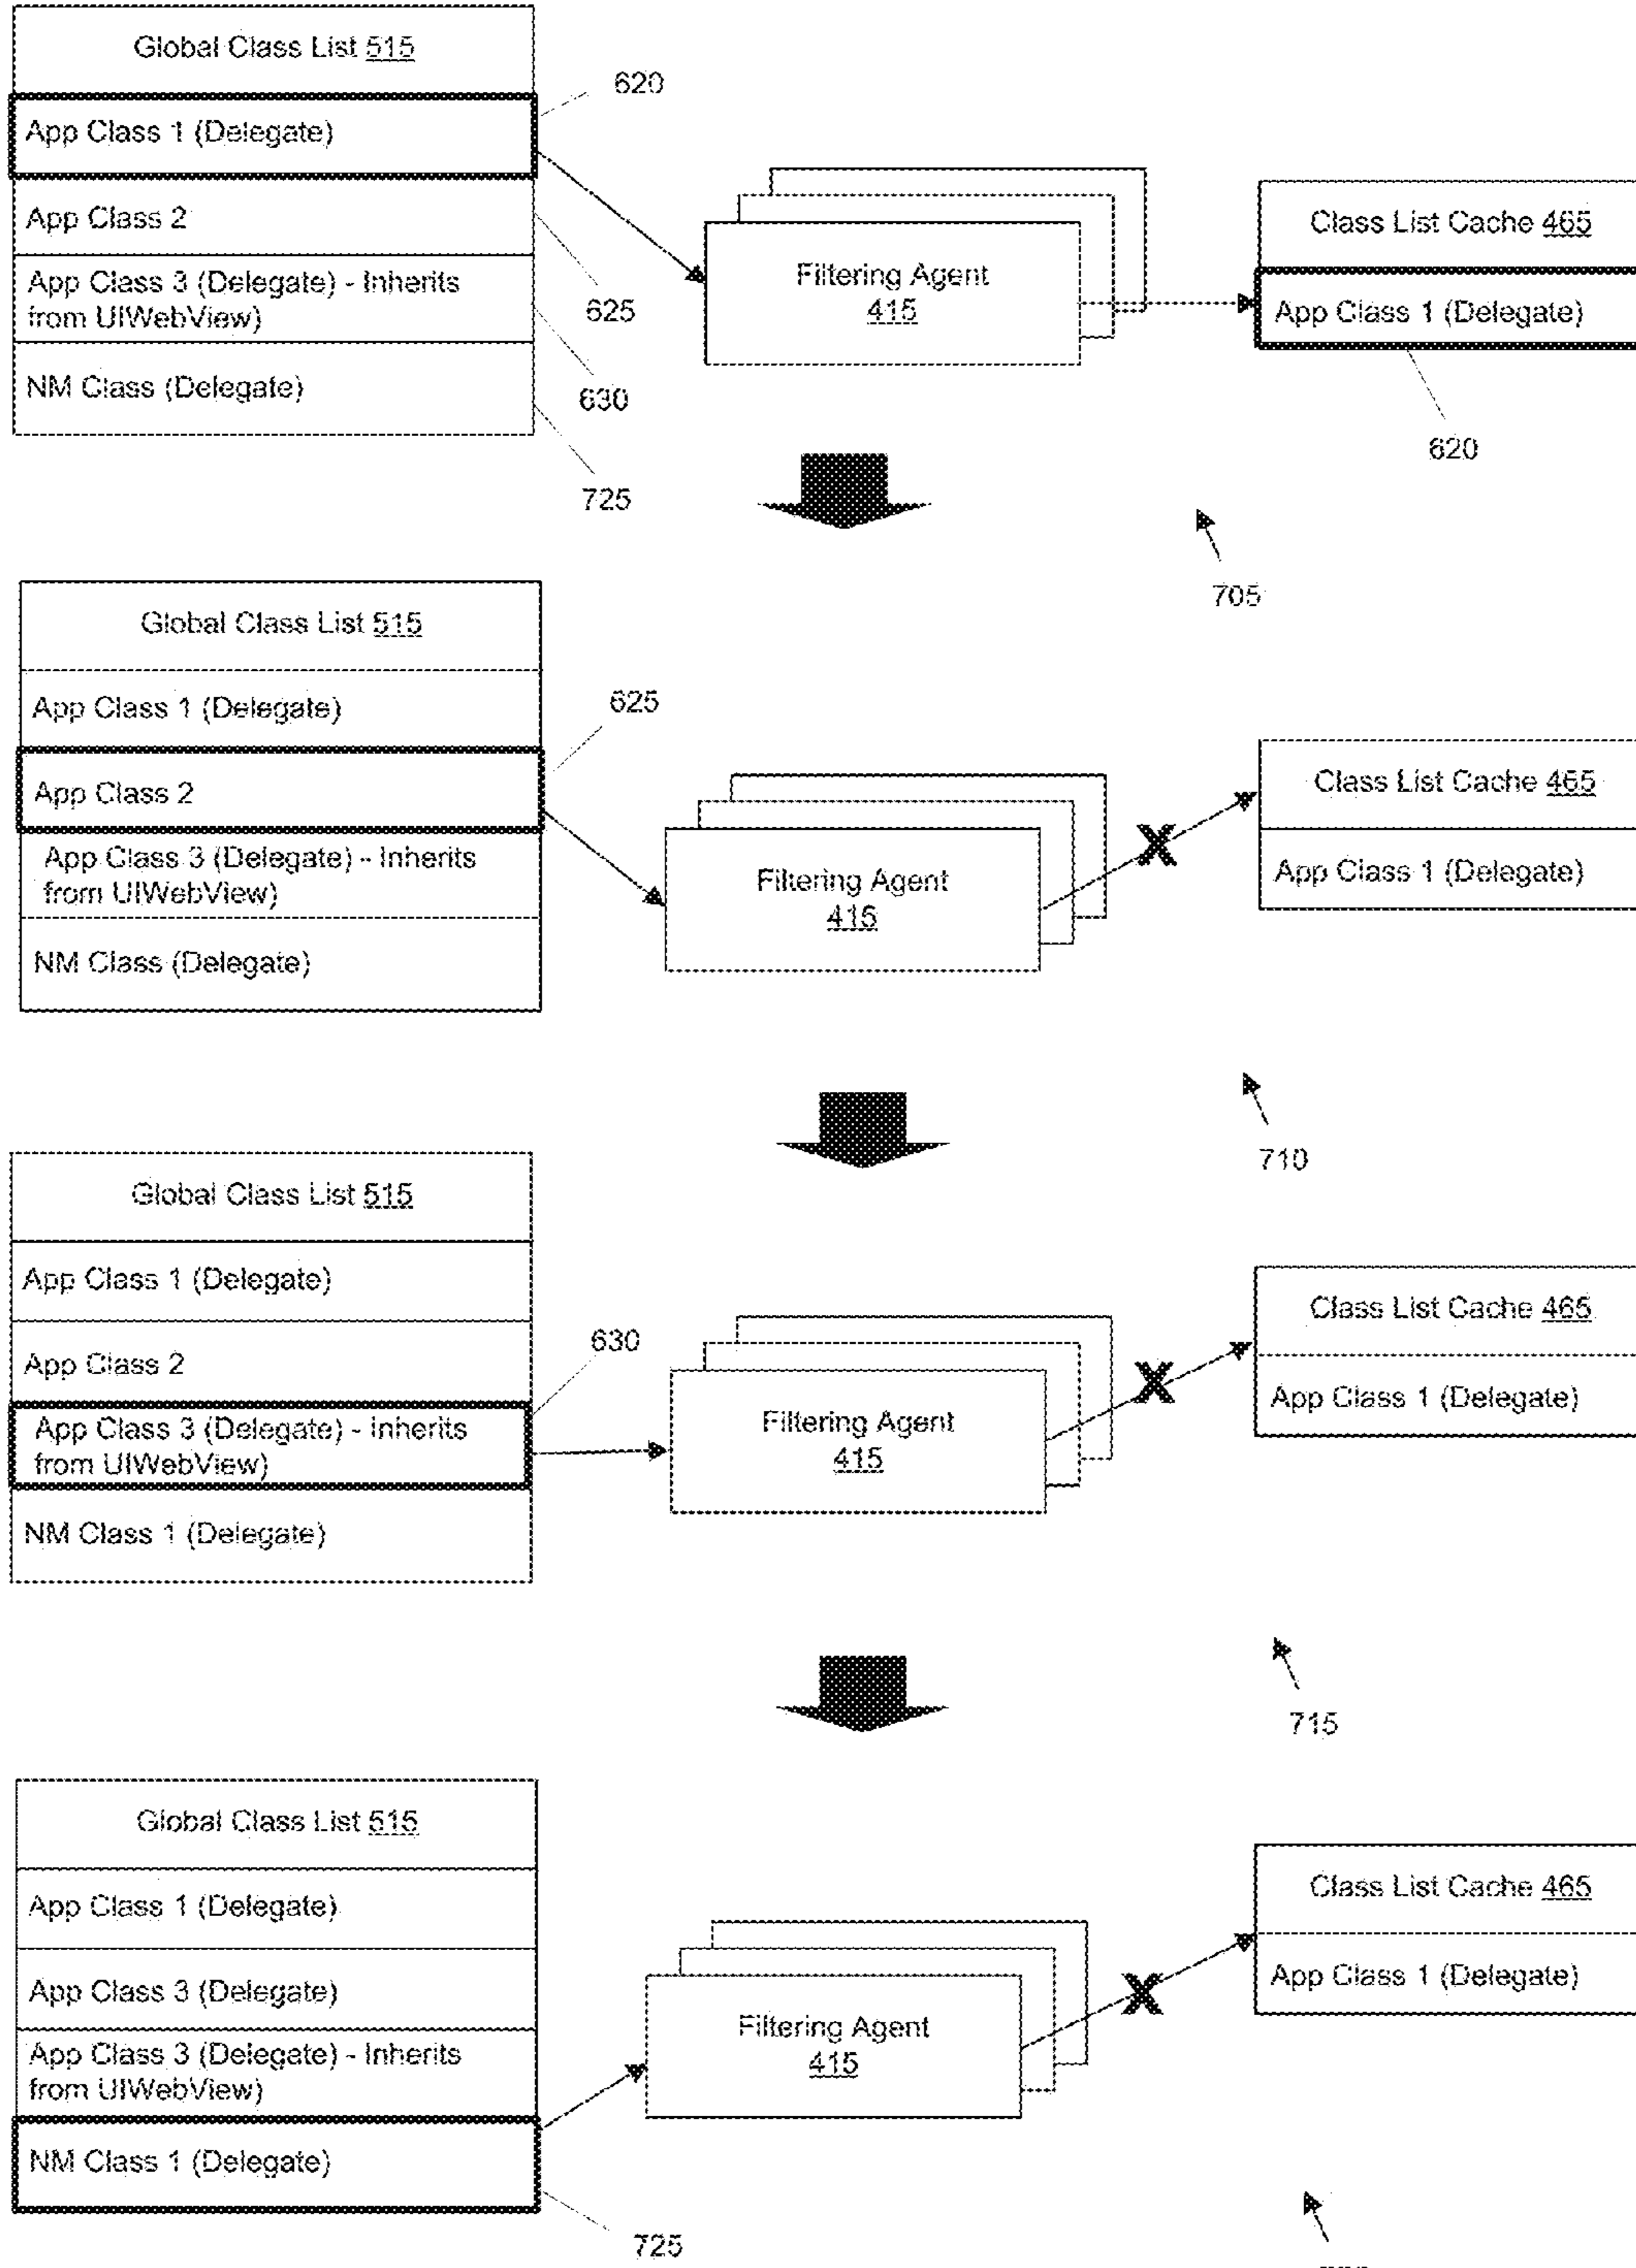 Global Class List 515
620
App Class 1 (Delegate)
App Class 2
Class List Cache 465
App Class 3 (Delegate) - Inherits
from UIWebView)
Filtering Agent
415
625
App Class 1 (Delegate)
NM Class (Delegate)
630
620
725
705
Global Class List 515
625
App Class 1 (Delegate)
App Class 2
Class List Cache 465
App Class 3 (Delegate) - Inherits
from UIWebView)
Filtering Agent
415
X
App Class 1 (Delegate)
NM Class (Delegate)
710
Global Class List 515
App Class 1 (Delegate)
Class List Cache 465
630
App Class 2
X
App Class 1 (Delegate)
App Class 3 (Delegate) - Inherits
from UIWebView)
Filtering Agent
415
NM Class 1 (Delegate)
715
Global Class List 515
Class List Cache 465
App Class 1 (Delegate)
App Class 3 (Delegate)
X
App Class 1 (Delegate)
App Class 3 (Delegate) - Inherits
from UIWebView)
Filtering Agent
415
NM Class 1 (Delegate)
725